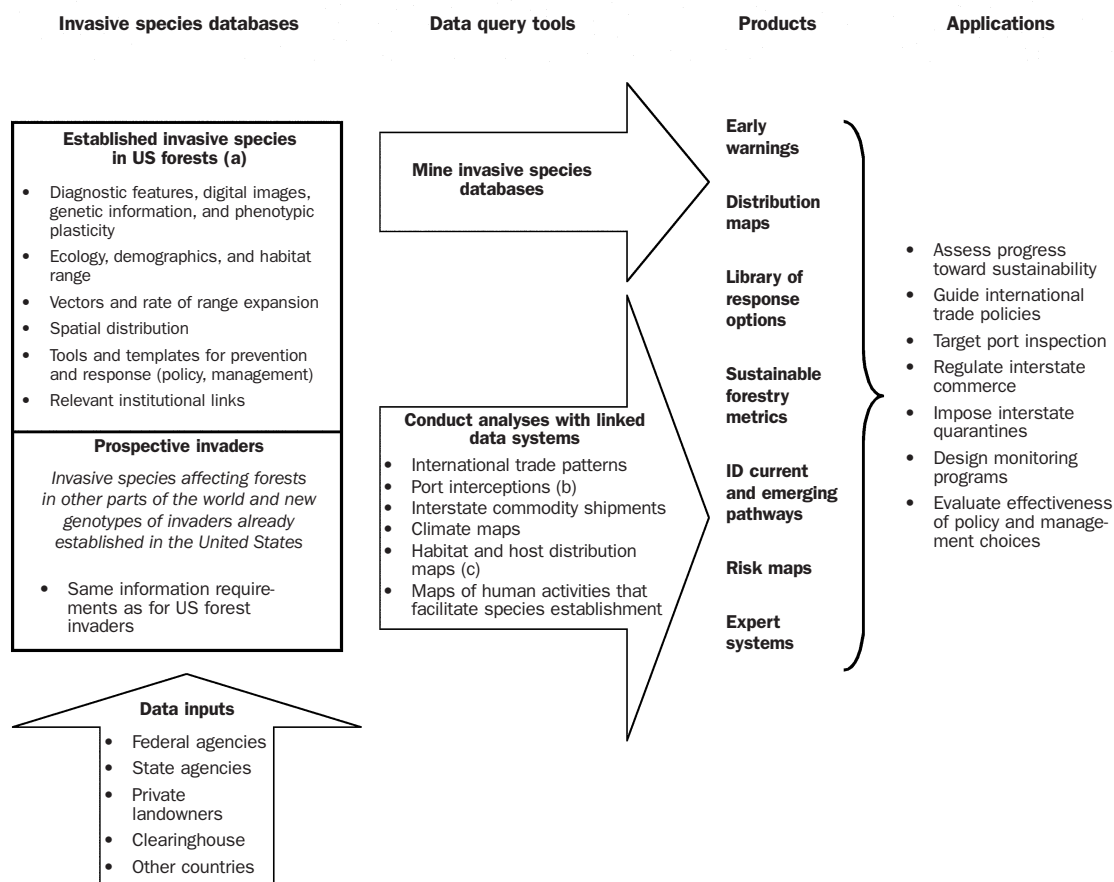 Invasive species databases
Data query tools
Products
Applications
Established invasive species
in US forests (a)
• Diagnostic features, digital images,
genetic information, and phenotypic
plasticity
• Ecology, demographics, and habitat
range
• Vectors and rate of range expansion
• Spatial distribution
• Tools and templates for prevention
and response (policy, management)
• Relevant institutional links
Prospective invaders
Invasive species affecting forests
in other parts of the world and new
genotypes of invaders already
established in the United States
• Same information require-
ments as for US forest
invaders
Data inputs
• Federal agencies
• State agencies
• Private
landowners
• Clearinghouse
• Other countries
Mine invasive species
databases
Conduct analyses with linked
data systems
• International trade patterns
• Port interceptions (b)
• Interstate commodity shipments
• Climate maps
• Habitat and host distribution
maps (c)
• Maps of human activities that
facilitate species establishment
Early
warnings
Distribution
maps
Library of
response
options
Sustainable
forestry
metrics
ID current
and emerging
pathways
Risk maps
Expert
systems
• Assess progress
toward sustainability
• Guide international
trade policies
• Target port inspection
• Regulate interstate
commerce
• Impose interstate
quarantines
• Design monitoring
programs
• Evaluate effectiveness
of policy and manage-
ment choices